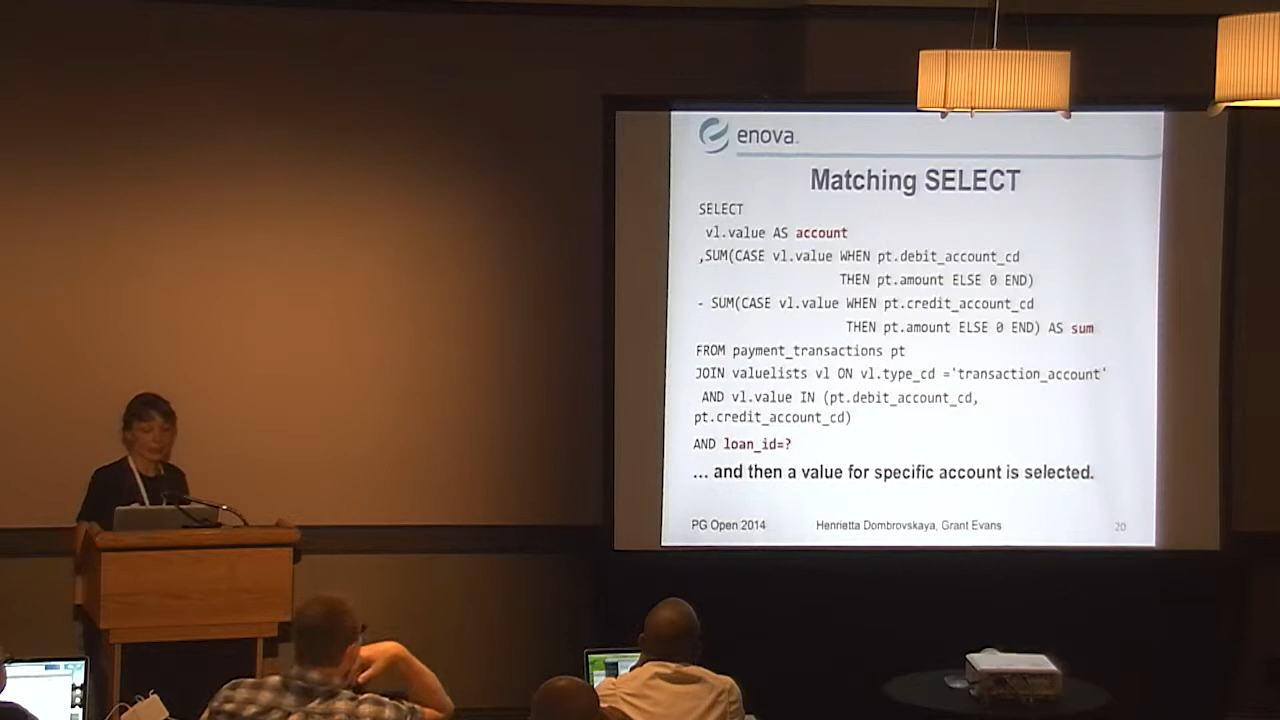 enova
Matching SELECT
SELECT
vl.value AS account
,SUM(CASE vl.value WHEN pt.debit_account_cd
THEN pt.amount ELSE 0 END)
- SUM(CASE vl.value WHEN pt.credit_account_cd
THEN pt.amount ELSE 0 END) AS sum
FROM payment_transactions pt
JOIN valuelists vl ON vl.type_cd ='transaction_account'
AND vl.value IN (pt.debit_account_cd,
pt.credit_account_cd)
AND loan_id=?
... and then a value for specific account is selected.
PG Open 2014 Henrietta Dombrovskaya, Grant Evans 20